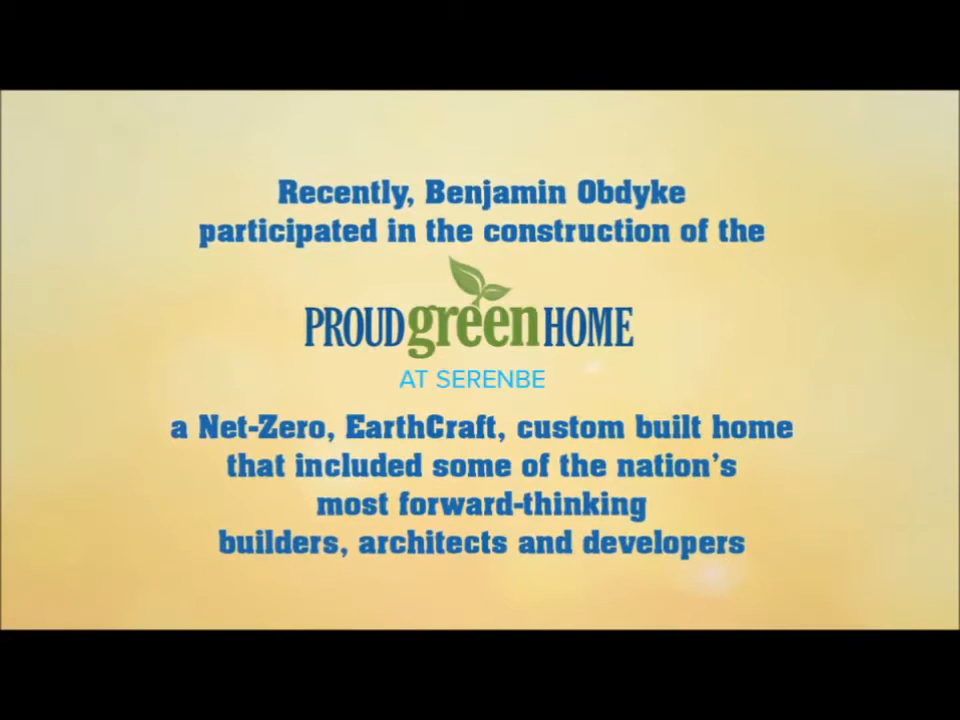 Recently, Benjamin Obdyke
participated in the construction of the
PROUDgreenHOME
AT SERENBE
a Net-Zero, EarthCraft, custom built home
that included some of the nation’s
most forward-thinking
builders, architects and developers